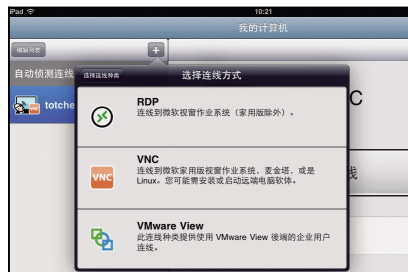 iPad
10:21
我的计算机
编辑列表
+
自动侦测连线
选择连线种类
选择连线方式
totche
C
线
RDP
连线到微软视窗作业系统（家用版除外）。
VNC
VNC
连线到微软家用版视窗作业系统，麦金塔，或是
Linux。您可能需安装或启动远端电脑软体。
VMware View
此连线种类提供使用 VMware View 後端的企业用户
连线。